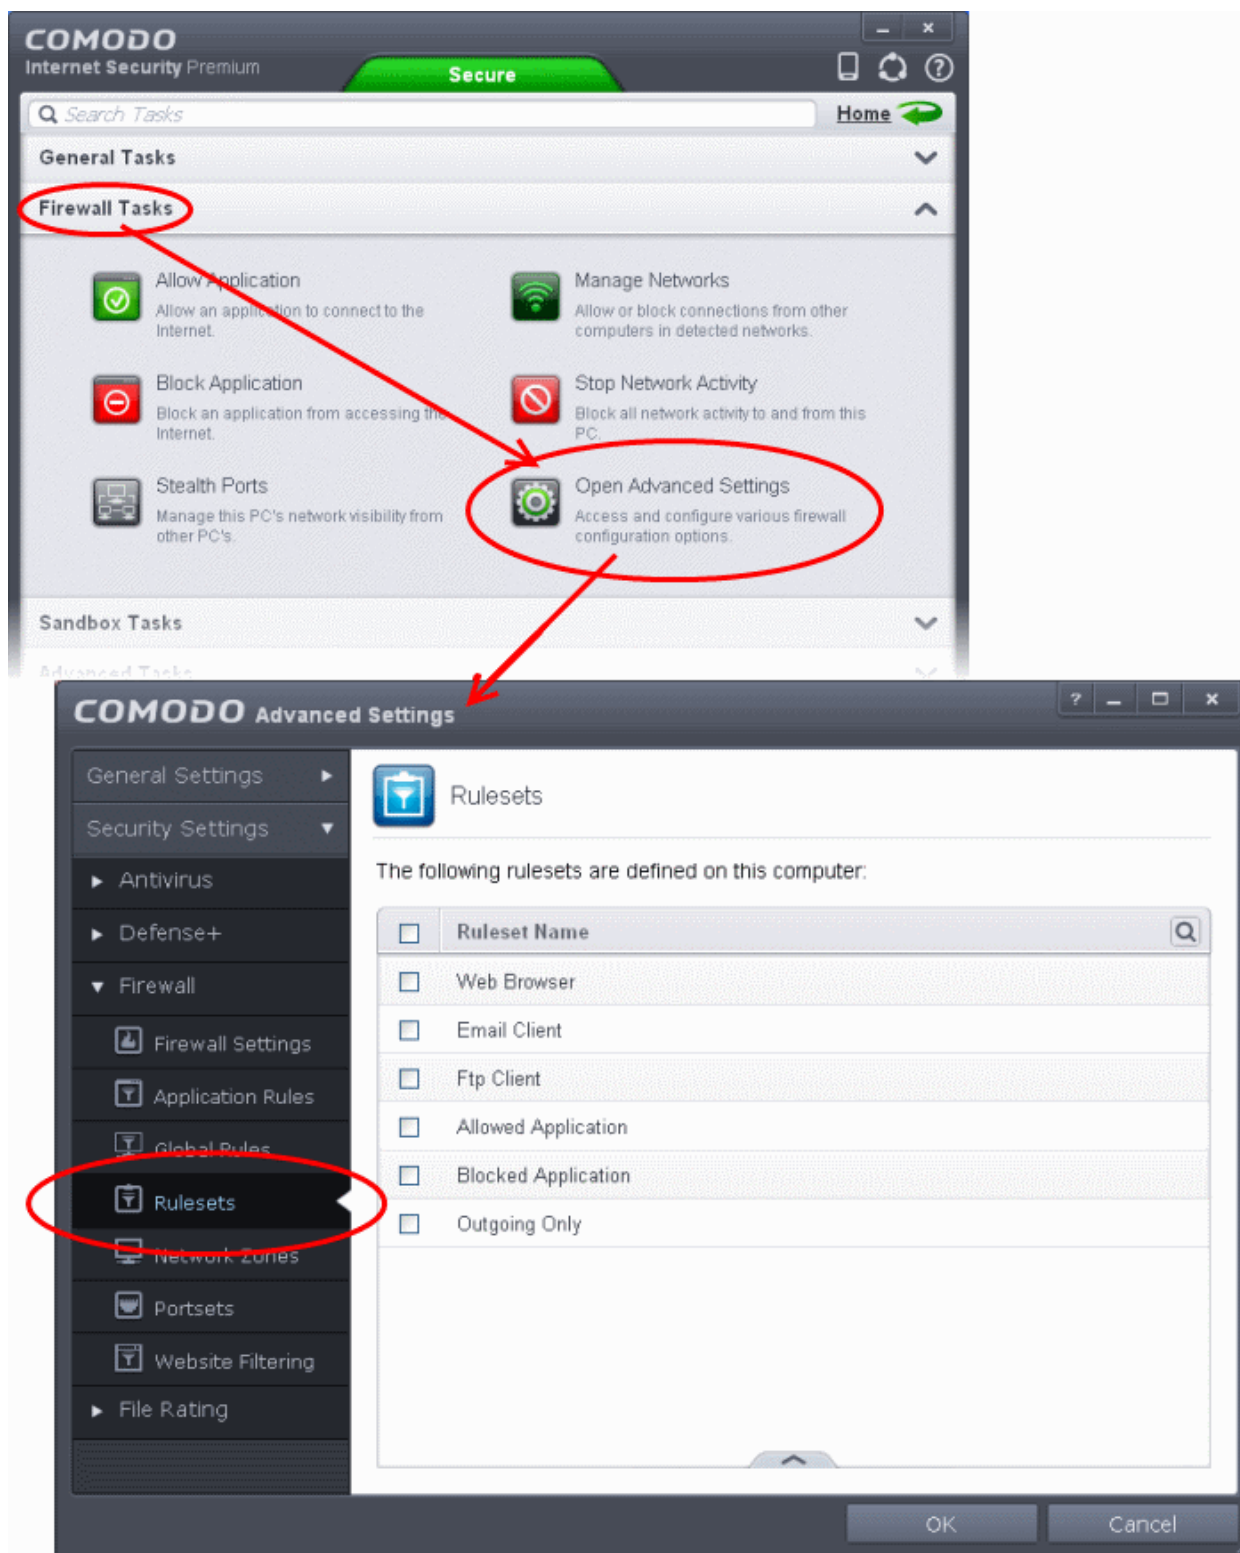 COMODO
Internet Security Premium
Secure
Search Tasks
Home
General Tasks
Firewall Tasks
Allow Application
Allow an application to connect to the
Internet.
Manage Networks
Allow or block connections from other
computers in detected networks.
Block Application
Block an application from accessing the
Internet.
Stop Network Activity
Block all network activity to and from this
PC.
Stealth Ports
Manage this PC's network visibility from
other PC's.
Open Advanced Settings
Access and configure various firewall
configuration options.
Sandbox Tasks
Advanced Tasks
COMODO Advanced Settings
General Settings
Security Settings
Antivirus
Defense+
Firewall
Firewall Settings
Application Rules
Global Rules
Rulesets
Network Zones
Portsets
Website Filtering
File Rating
Rulesets
The following rulesets are defined on this computer:
Ruleset Name
Web Browser
Email Client
Ftp Client
Allowed Application
Blocked Application
Outgoing Only
OK
Cancel